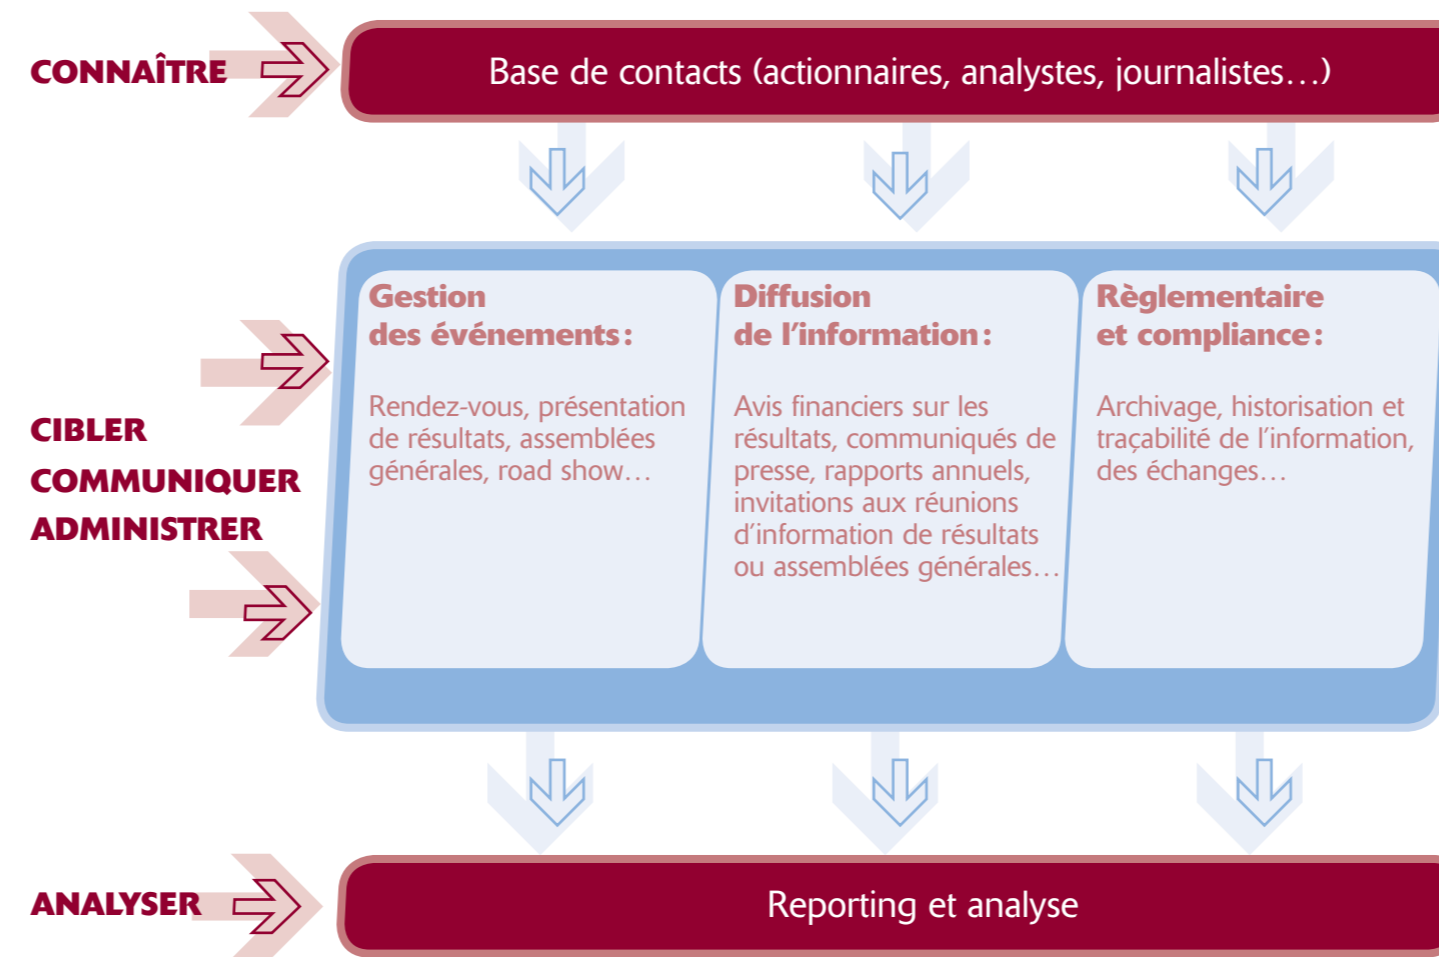 CONNAÎTRE
Base de contacts (actionnaires, analystes, journalistes…)
CIBLER
COMMUNIQUER
ADMINISTRER
Gestion
des événements :
Rendez-vous, présentation
de résultats, assemblées
générales, road show…
Diffusion
de l’information :
Avis financiers sur les
résultats, communiqués de
presse, rapports annuels,
invitations aux réunions
d’information de résultats
ou assemblées générales…
Règlementaire
et compliance :
Archivage, historisation et
traçabilité de l’information,
des échanges…
ANALYSER
Reporting et analyse